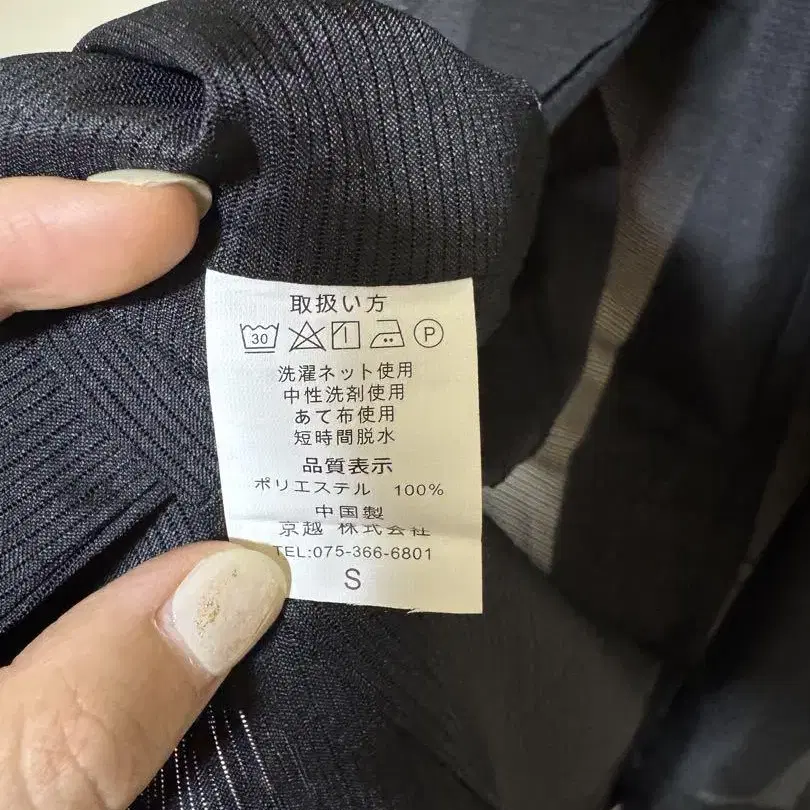 取扱い方
30 P
洗濯ネット使用
中性洗剤使用
あて布使用
短時間脱水
品質表示
ポリエステル 100%
中国製
京越 株式会社
TEL:075-366-6801
S